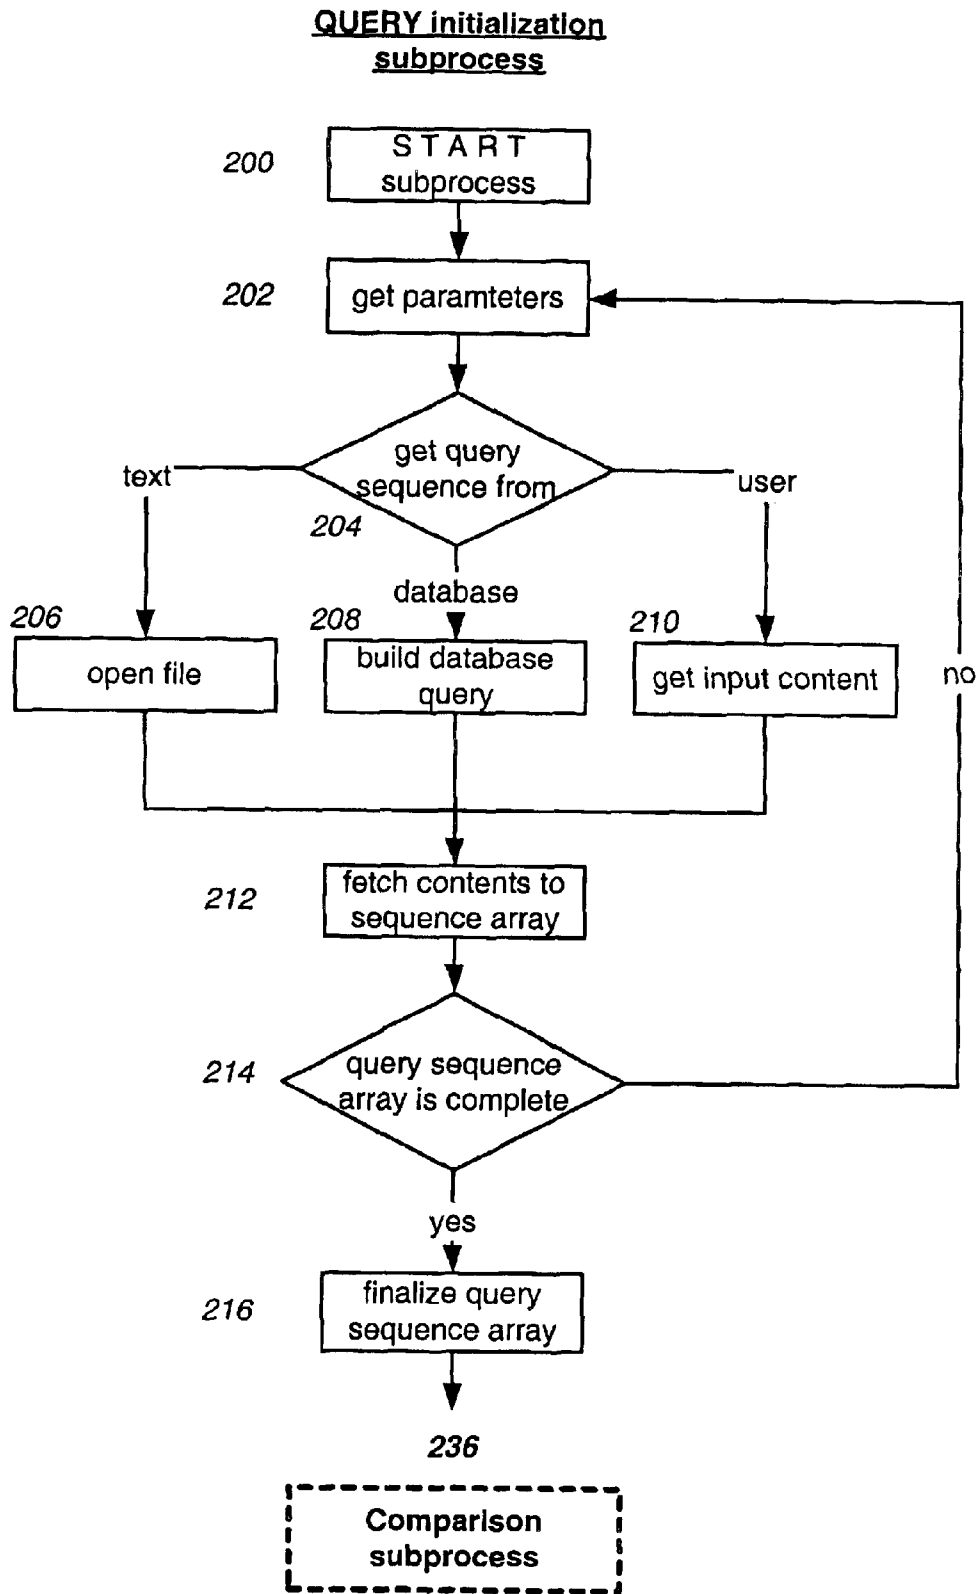 QUERY initialization
subprocess
200
S T A R T
subprocess
202
get paramteters
get query
sequence from
204
text
user
database
206
open file
208
build database
query
210
get input content
no
212
fetch contents to
sequence array
214
query sequence
array is complete
yes
216
finalize query
sequence array
236
Comparison
subprocess